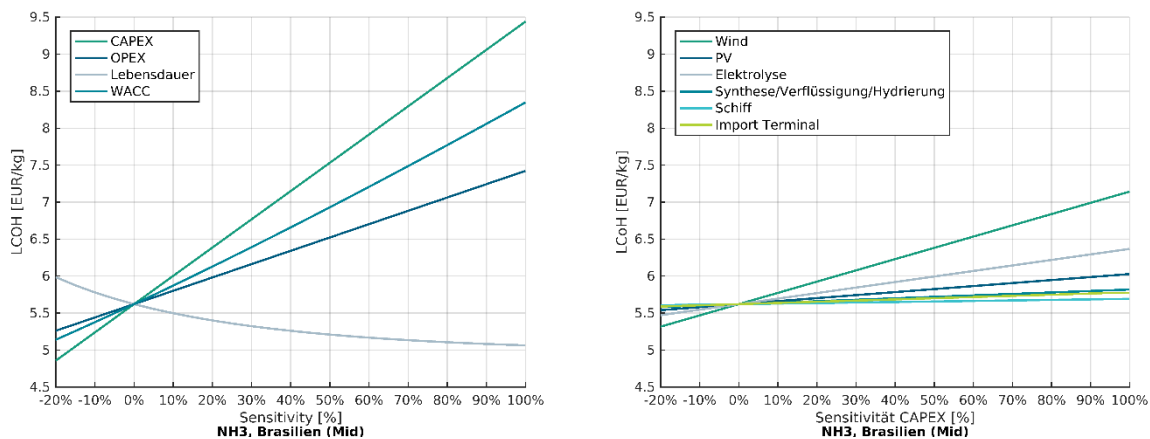 9.5
9
8.5
8
7.5
7
6.5
6
5.5
5
4.5
LCOH [EUR/kg]
CAPEX
OPEX
Lebensdauer
WACC
-20% -10% 0% 10% 20% 30% 40% 50% 60% 70% 80% 90% 100%
Sensitivity [%]
NH3, Brasilien (Mid)
9.5
9
8.5
8
7.5
7
6.5
6
5.5
5
4.5
LCoH [EUR/kg]
Wind
PV
Elektrolyse
Synthese/Verflüssigung/Hydrierung
Schiff
Import Terminal
-20% -10% 0% 10% 20% 30% 40% 50% 60% 70% 80% 90% 100%
Sensitivität CAPEX [%]
NH3, Brasilien (Mid)